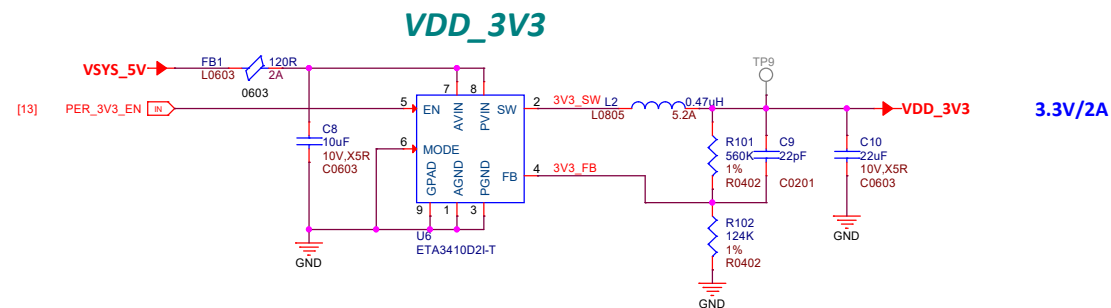 VDD_3V3
TP9
FB1
120R
VSYS_5V
L0603
2A
0603
7
8
AVIN
PVIN
[13]
PER_3V3_EN
IN
5
EN
SW
2
3V3_SW
L2
0.47uH
L0805
5.2A
VDD_3V3
3.3V/2A
C8
10uF
10V,X5R
C0603
6
MODE
GPAD
AGND
PGND
FB
4
3V3_FB
R101
560K
1%
R0402
C9
22pF
C0201
C10
22uF
10V,X5R
C0603
9
1
3
U6
ETA3410D2I-T
R102
124K
1%
R0402
GND
GND
GND